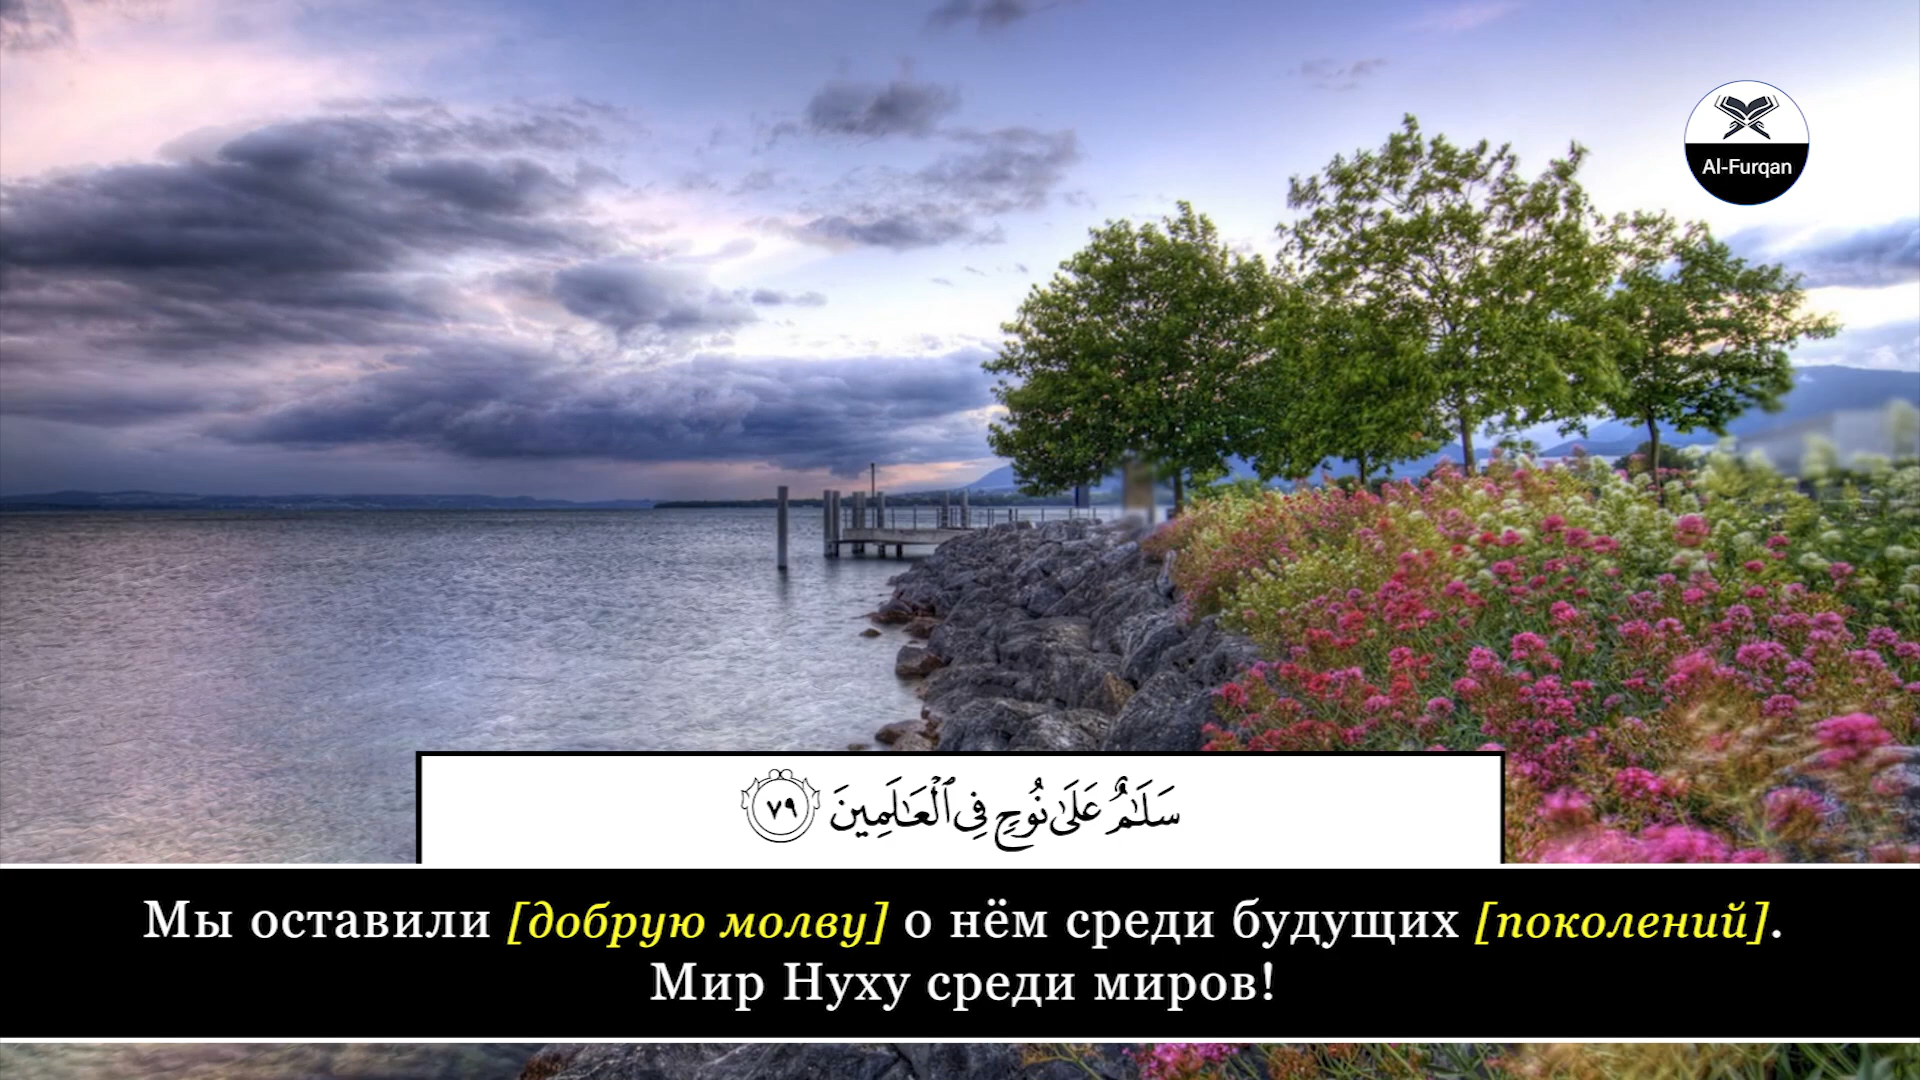 Al-Furqan
سَلَـٰمٌ عَلَىٰ نُوحٍ فِى ٱلْعَـٰلَمِينَ ٧٩
Мы оставили [добрую молву] о нём среди будущих [поколений].
Мир Нуху среди миров!